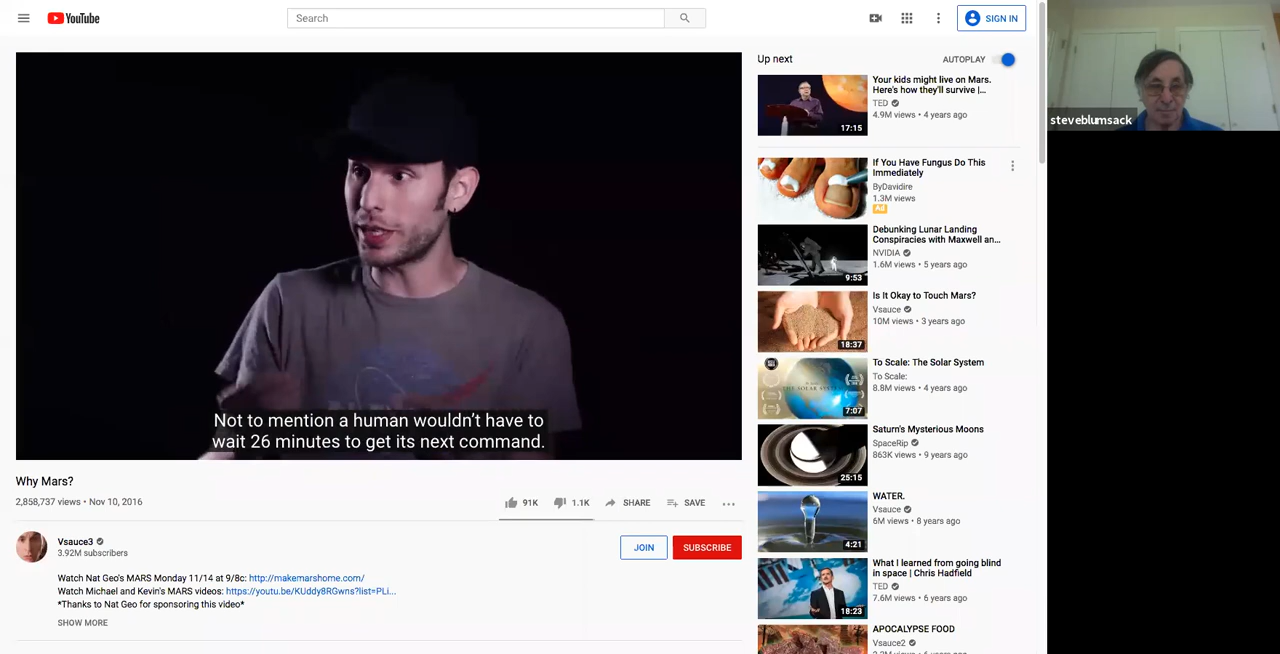 YouTube
Search
SIGN IN
Not to mention a human wouldn't have to
wait 26 minutes to get its next command.
Why Mars?
2,858,737 views • Nov 10, 2016
91K
1.1K
SHARE
SAVE
Vsauce3
3.92M subscribers
JOIN
SUBSCRIBE
Watch Nat Geo's MARS Monday 11/14 at 9/8c: http://makemarshome.com/
Watch Michael and Kevin's MARS videos: https://youtu.be/KUddy8RGwns?list=PLi...
*Thanks to Nat Geo for sponsoring this video*
SHOW MORE
Up next
AUTOPLAY
Your kids might live on Mars.
Here's how they'll survive |...
TED
4.9M views • 4 years ago
17:15
If You Have Fungus Do This
Immediately
ByDavidire
1.3M views
Ad
Debunking Lunar Landing
Conspiracies with Maxwell an...
NVIDIA
1.6M views • 5 years ago
9:53
Is It Okay to Touch Mars?
Vsauce
10M views • 3 years ago
18:37
To Scale: The Solar System
To Scale:
8.8M views • 4 years ago
THE SOLAR SYSTEM
7:07
Saturn's Mysterious Moons
SpaceRip
863K views • 9 years ago
25:15
WATER.
Vsauce
6M views • 8 years ago
4:21
What I learned from going blind
in space | Chris Hadfield
TED
7.6M views • 6 years ago
18:23
APOCALYPSE FOOD
Vsauce2
steveblumsack